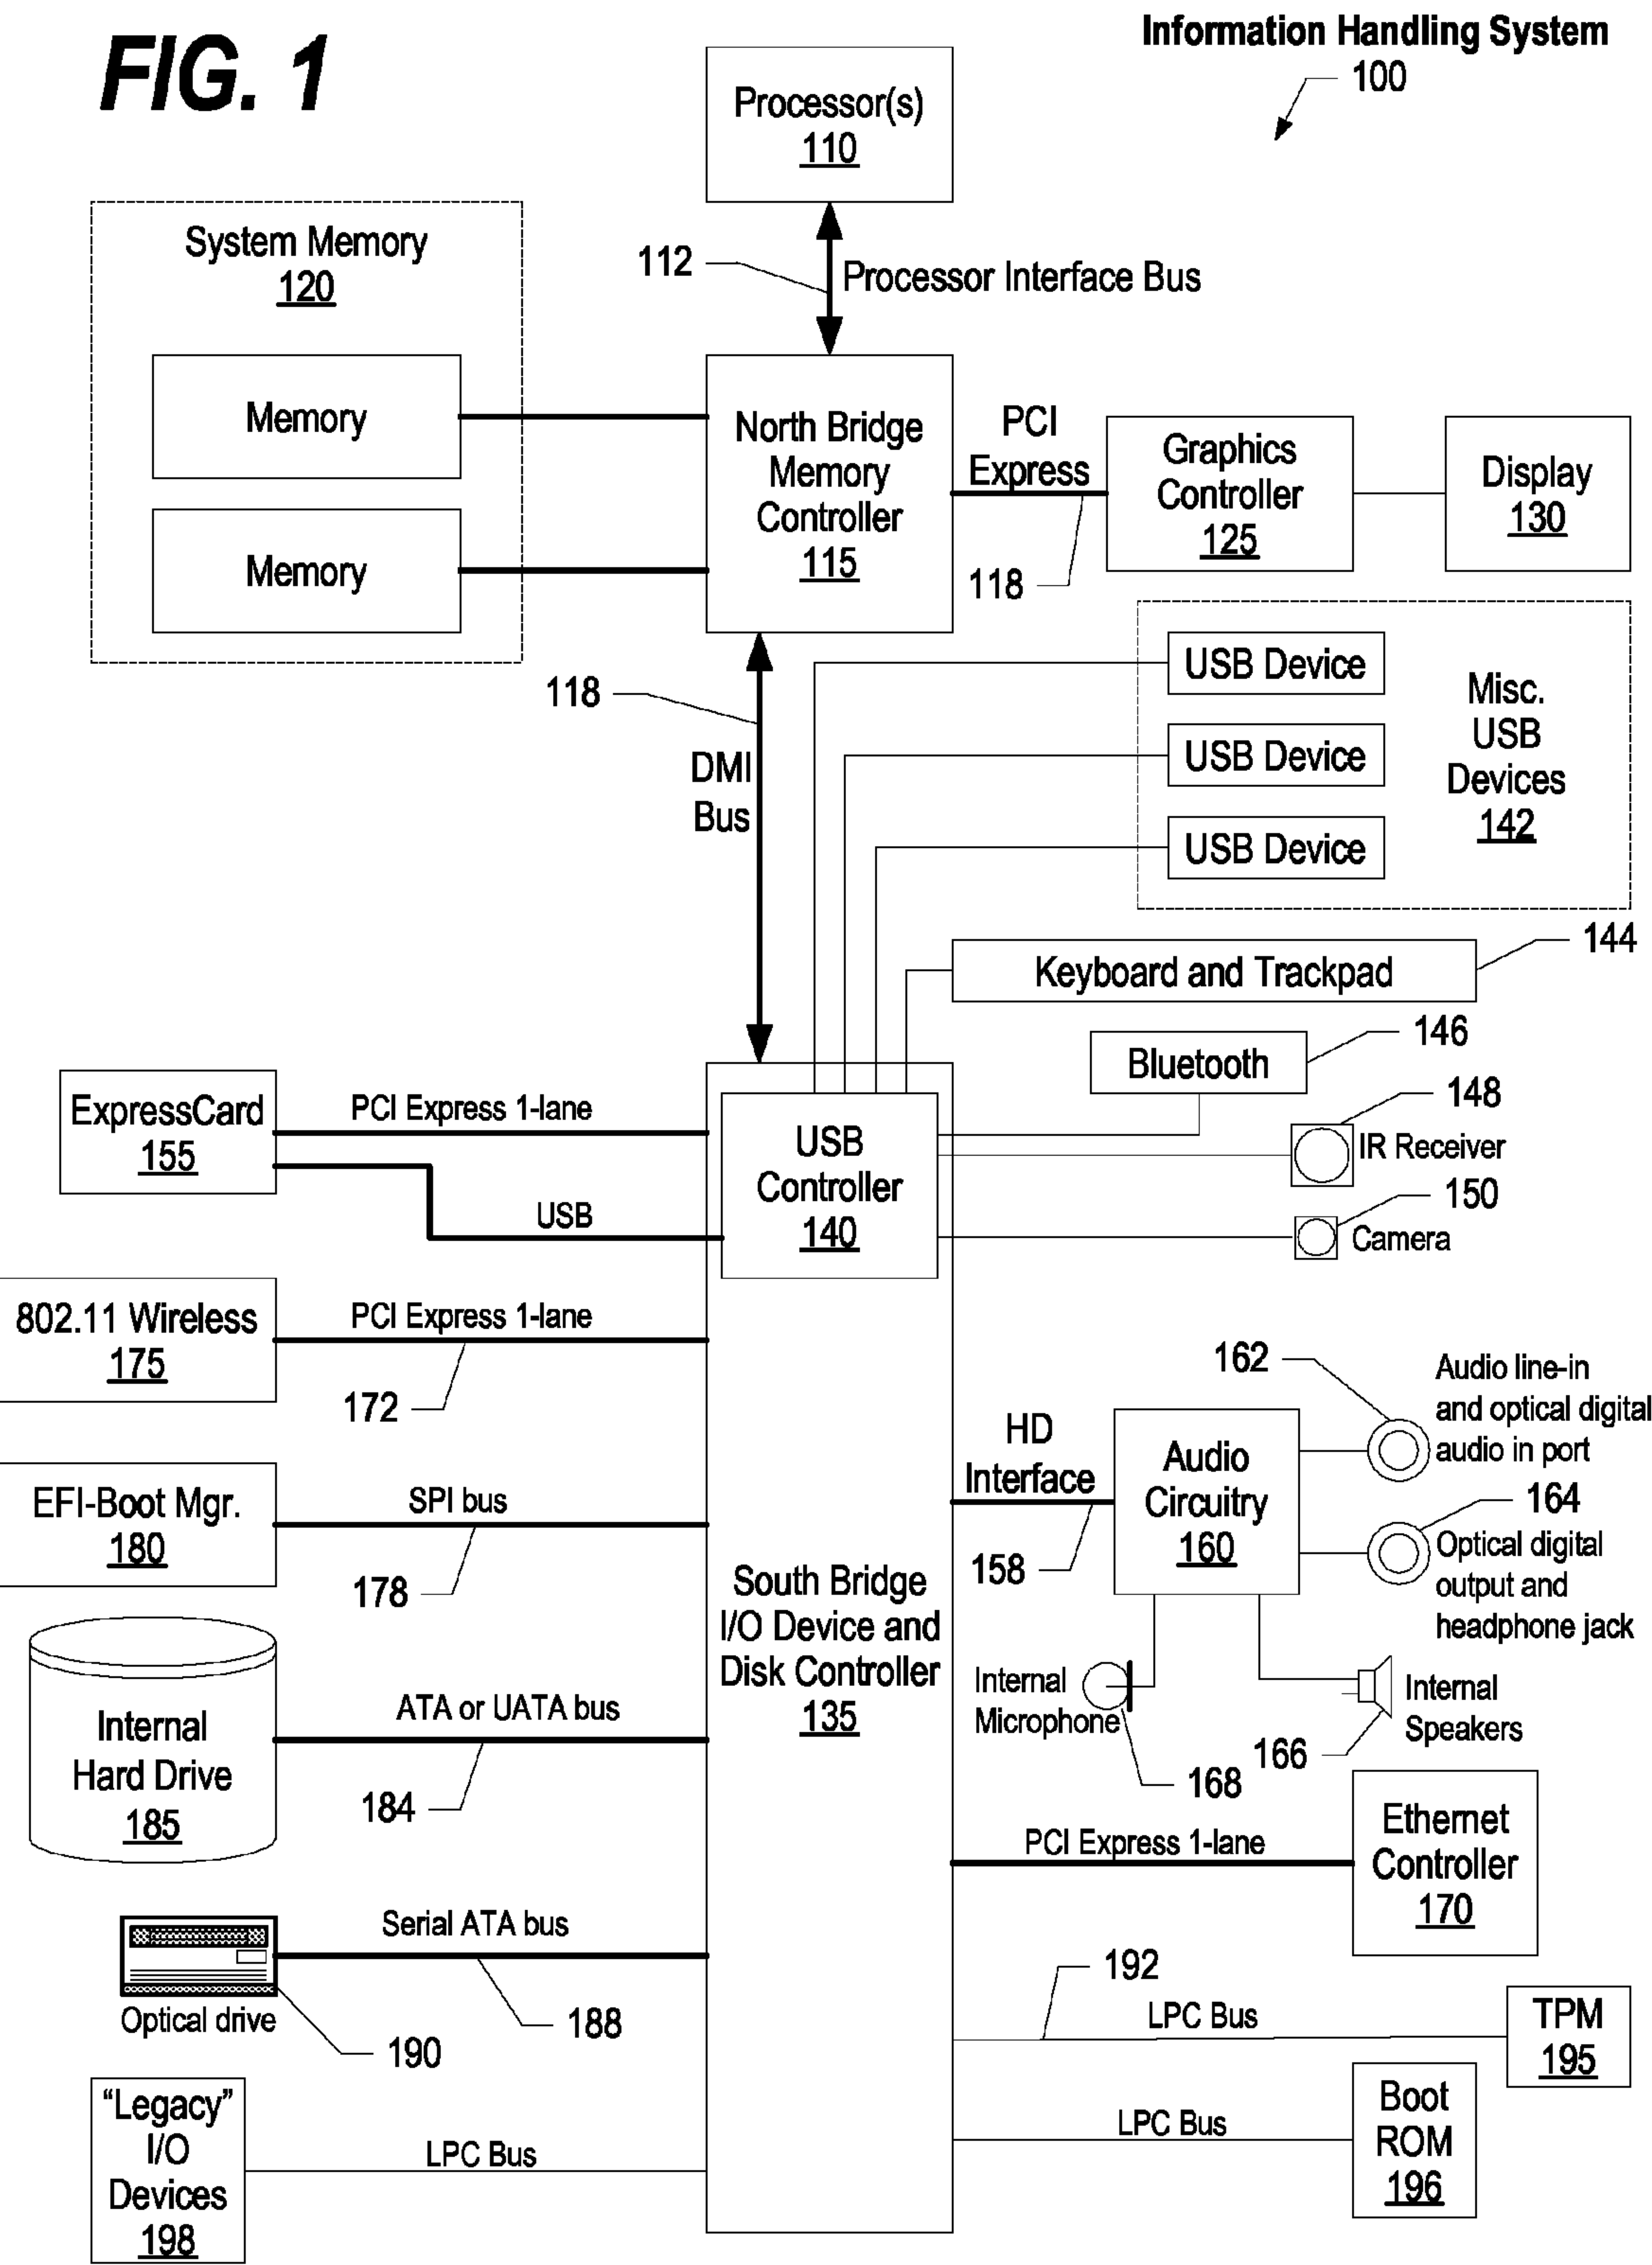 FIG. 1
Information Handling System
100
Processor(s)
110
System Memory
120
112
Processor Interface Bus
Memory
Memory
North Bridge
Memory
Controller
115
PCI
Express
118
Graphics
Controller
125
Display
130
118
DMI
Bus
USB Device
USB Device
USB Device
Misc.
USB
Devices
142
Keyboard and Trackpad
144
Bluetooth
146
148
IR Receiver
150
Camera
ExpressCard
155
PCI Express 1-lane
USB
USB
Controller
140
802.11 Wireless
175
PCI Express 1-lane
172
EFI-Boot Mgr.
180
SPI bus
178
South Bridge
I/O Device and
Disk Controller
135
HD
Interface
158
Audio
Circuitry
160
162
Audio line-in
and optical digital
audio in port
164
Optical digital
output and
headphone jack
Internal
Microphone
168
Internal
Speakers
166
Internal
Hard Drive
185
ATA or UATA bus
184
PCI Express 1-lane
Ethernet
Controller
170
Serial ATA bus
188
Optical drive
190
192
LPC Bus
TPM
195
"Legacy"
I/O
Devices
198
LPC Bus
LPC Bus
Boot
ROM
196